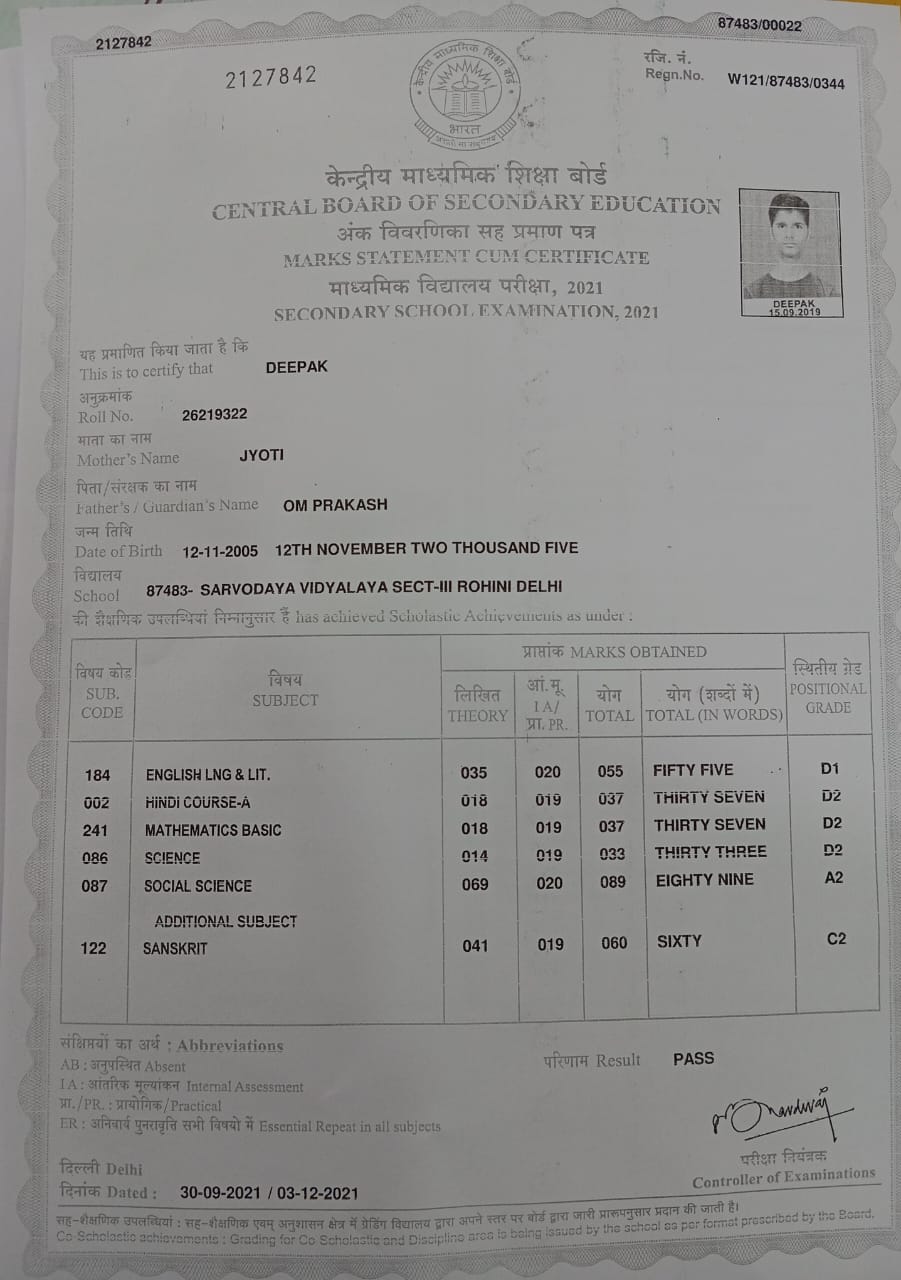 2127842
87483/00022
2127842
रजि. नं.
Regn.No. W121/87483/0344
केन्द्रीय माध्यमिक शिक्षा बोर्ड
भारत
केन्द्रीय माध्यमिक शिक्षा बोर्ड
CENTRAL BOARD OF SECONDARY EDUCATION
अंक विवरणिका सह प्रमाण पत्र
MARKS STATEMENT CUM CERTIFICATE
माध्यमिक विद्यालय परीक्षा, 2021
SECONDARY SCHOOL EXAMINATION, 2021
DEEPAK
15.09.2019
यह प्रमाणित किया जाता है कि
This is to certify that DEEPAK
अनुक्रमांक
Roll No. 26219322
माता का नाम
Mother's Name JYOTI
पिता/संरक्षक का नाम
Father's / Guardian's Name OM PRAKASH
जन्म तिथि
Date of Birth 12-11-2005 12TH NOVEMBER TWO THOUSAND FIVE
विद्यालय
School 87483- SARVODAYA VIDYALAYA SECT-III ROHINI DELHI
की शैक्षणिक उपलब्धियां निम्नानुसार हैं has achieved Scholastic Achievements as under :
विषय कोड
SUB.
CODE
विषय
SUBJECT
प्राप्तांक MARKS OBTAINED
लिखित
THEORY
आं.मू.
I A/
प्रा. PR.
योग
TOTAL
योग (शब्दों में)
TOTAL (IN WORDS)
स्थितीय ग्रेड
POSITIONAL
GRADE
184 ENGLISH LNG & LIT. 035 020 055 FIFTY FIVE D1
002 HINDI COURSE-A 018 019 037 THIRTY SEVEN D2
241 MATHEMATICS BASIC 018 019 037 THIRTY SEVEN D2
086 SCIENCE 014 019 033 THIRTY THREE D2
087 SOCIAL SCIENCE 069 020 089 EIGHTY NINE A2
ADDITIONAL SUBJECT
122 SANSKRIT 041 019 060 SIXTY C2
संक्षिप्तों का अर्थ : Abbreviations
AB : अनुपस्थित Absent
I A : आंतरिक मूल्यांकन Internal Assessment
प्रा./PR. : प्रायोगिक/Practical
ER : अनिवार्य पुनरावृत्ति सभी विषयों में Essential Repeat in all subjects
परिणाम Result PASS
परीक्षा नियंत्रक
Controller of Examinations
दिल्ली Delhi
दिनांक Dated : 30-09-2021 / 03-12-2021
सह-शैक्षणिक उपलब्धियां : सह-शैक्षणिक एवम् अनुशासन क्षेत्र में ग्रेडिंग विद्यालय द्वारा अपने स्तर पर बोर्ड द्वारा जारी प्रारूपनुसार प्रदान की जाती है।
Co-Scholastic achievements : Grading for Co Scholastic and Discipline area is being issued by the school as per format prescribed by the Board.